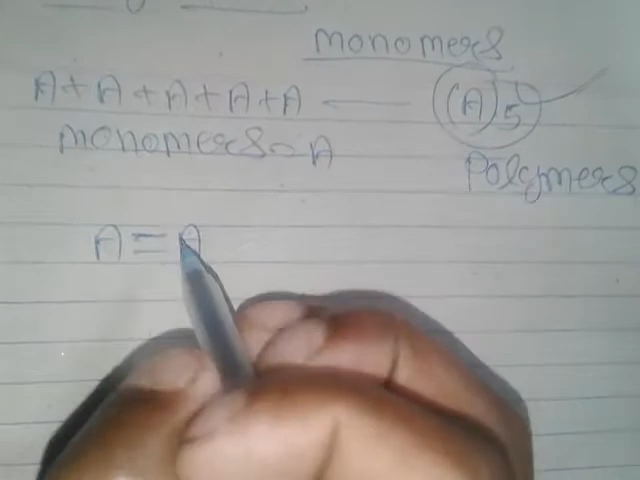 monomers
A + A + A + A + A — (A)5
monomers - A
Polymers
A = A